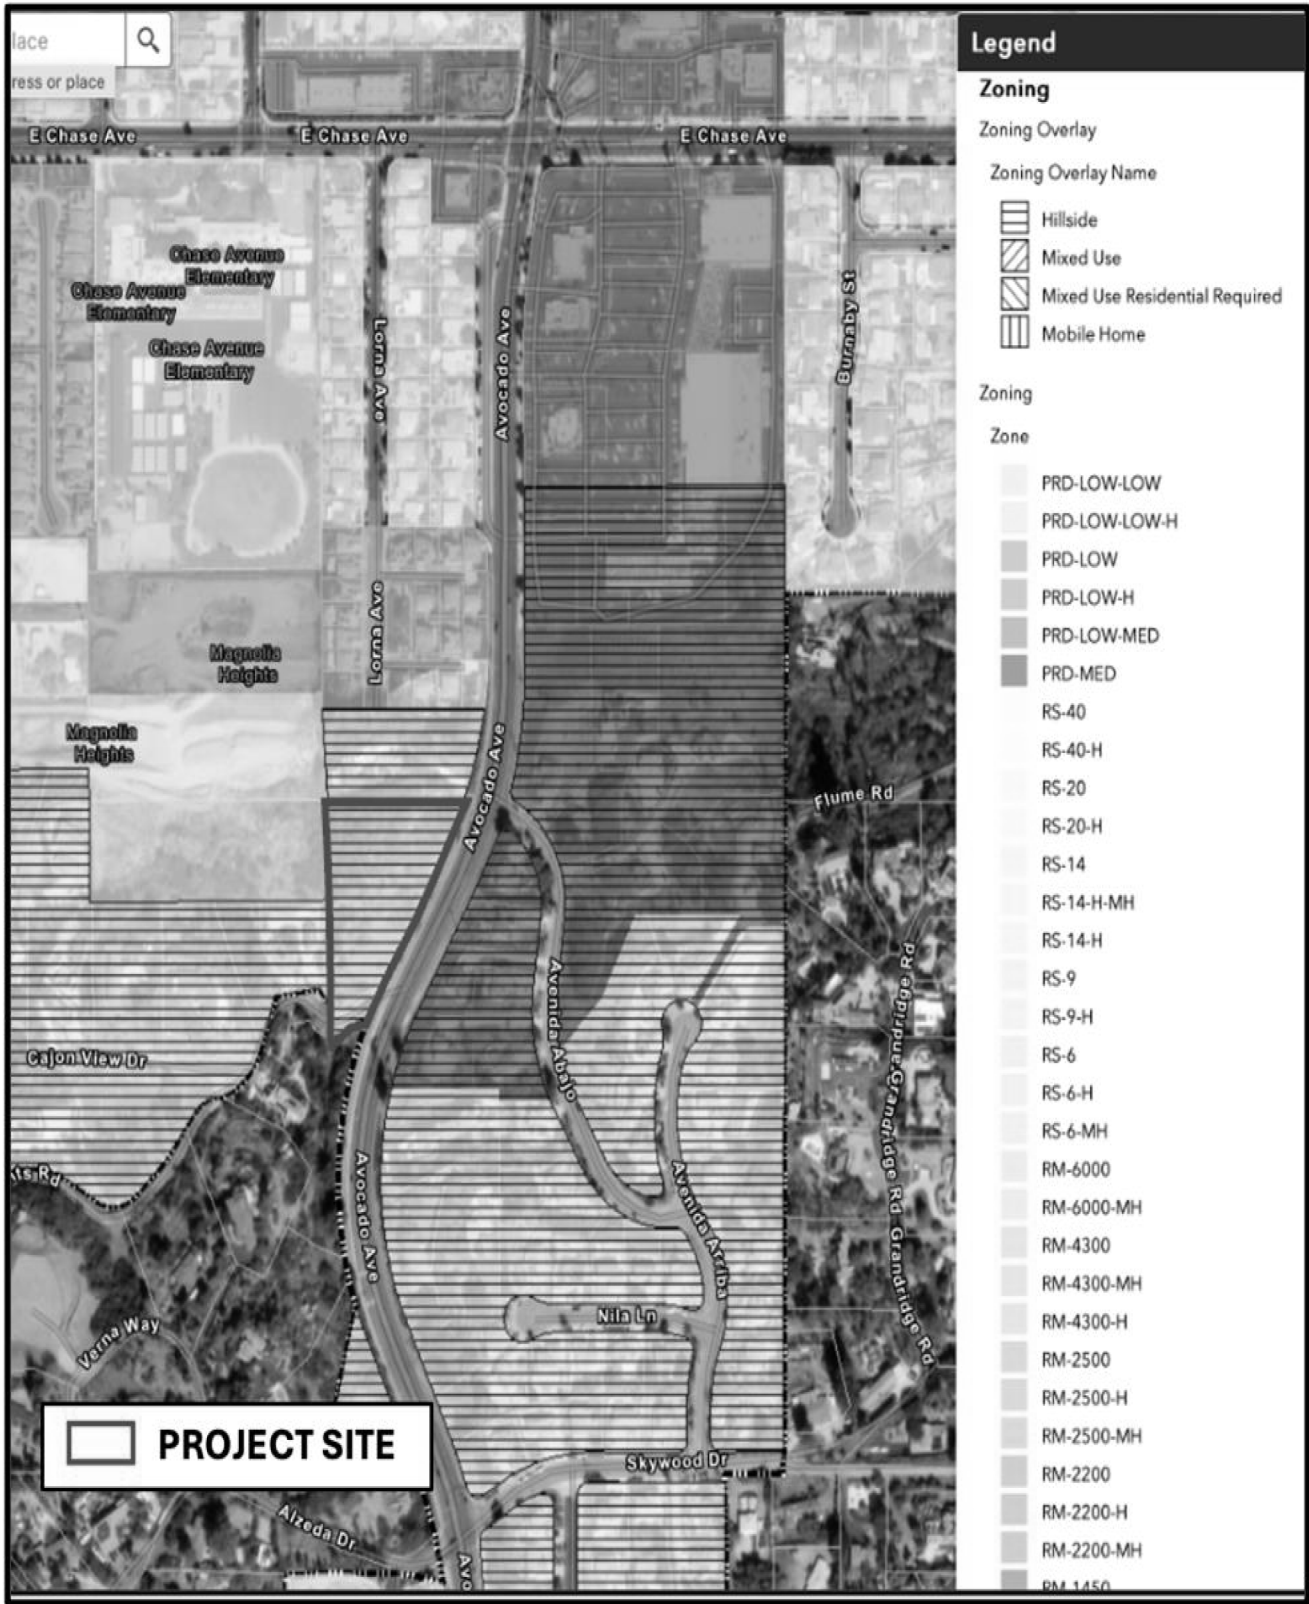 lace
ress or place
E Chase Ave
E Chase Ave
E Chase Ave
Chase Avenue
Elementary
Chase Avenue
Elementary
Chase Avenue
Elementary
Lorna Ave
Avocado Ave
Burnaby St
Lorna Ave
Magnolia
Heights
Magnolia
Heights
Avocado Ave
Flume Rd
Avenida Abajo
Grandridge Rd
Grandridge Rd
Grandridge Rd
Cajon View Dr
ts Rd
Avocado Ave
Avenida Arriba
Nila Ln
Verna Way
Skywood Dr
Alzeda Dr
Avo
PROJECT SITE
Legend
Zoning
Zoning Overlay
Zoning Overlay Name
Hillside
Mixed Use
Mixed Use Residential Required
Mobile Home
Zoning
Zone
PRD-LOW-LOW
PRD-LOW-LOW-H
PRD-LOW
PRD-LOW-H
PRD-LOW-MED
PRD-MED
RS-40
RS-40-H
RS-20
RS-20-H
RS-14
RS-14-H-MH
RS-14-H
RS-9
RS-9-H
RS-6
RS-6-H
RS-6-MH
RM-6000
RM-6000-MH
RM-4300
RM-4300-MH
RM-4300-H
RM-2500
RM-2500-H
RM-2500-MH
RM-2200
RM-2200-H
RM-2200-MH
RM-1450